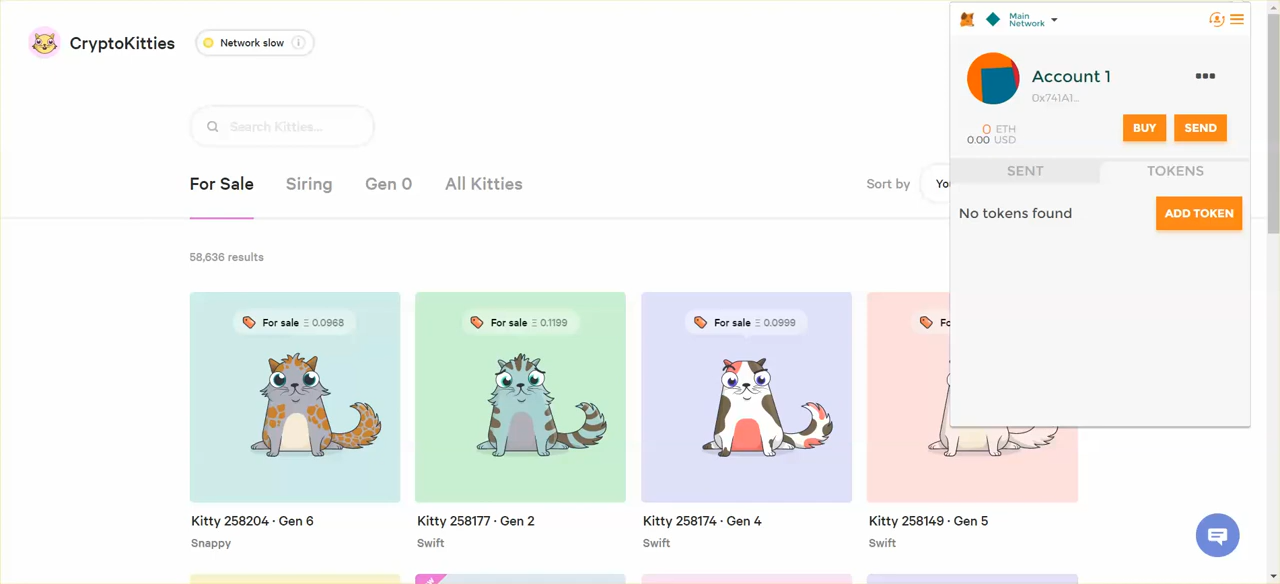 CryptoKitties
Network slow
Search Kitties...
For Sale
Siring
Gen 0
All Kitties
Sort by
58,636 results
For sale Ξ 0.0968
For sale Ξ 0.1199
For sale Ξ 0.0999
Kitty 258204 · Gen 6
Snappy
Kitty 258177 · Gen 2
Swift
Kitty 258174 · Gen 4
Swift
Kitty 258149 · Gen 5
Swift
Main
Network
Account 1
0x741A1...
0 ETH
0.00 USD
BUY
SEND
SENT
TOKENS
No tokens found
ADD TOKEN